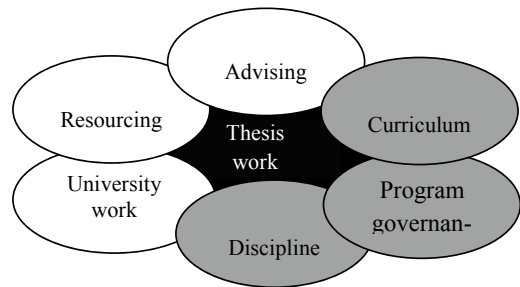 Advising
Resourcing
Curriculum
Thesis
work
University
work
Program
governan-
Discipline